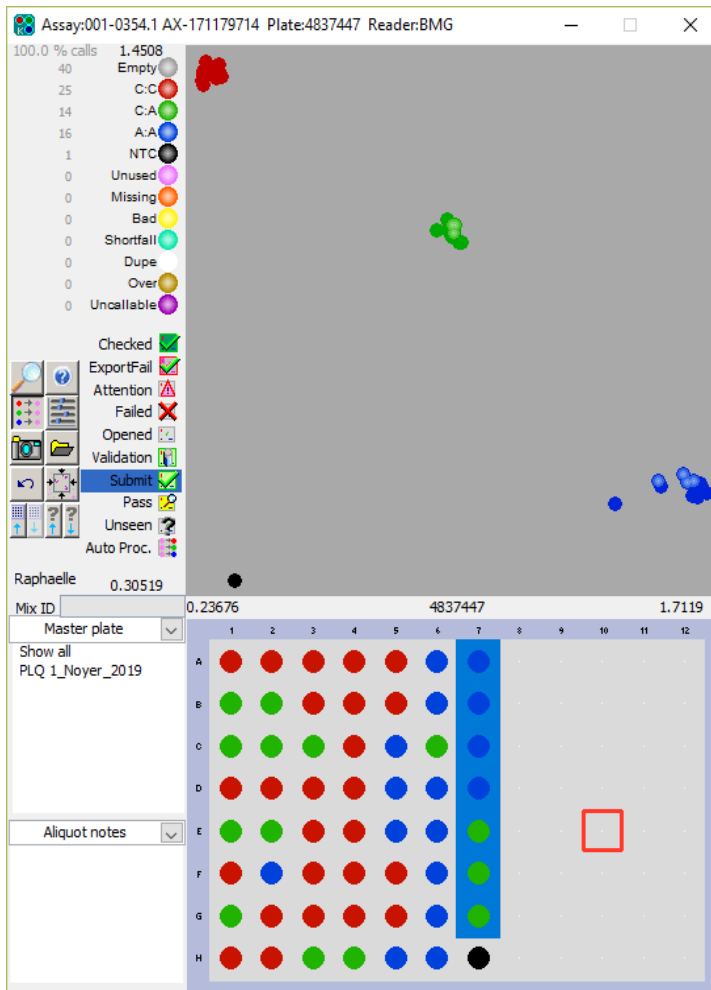 Assay:001-0354.1 AX-171179714 Plate:4837447 Reader:BMG
100.0 % calls 1.4508
40 Empty
25 C:C
14 C:A
16 A:A
1 NTC
0 Unused
0 Missing
0 Bad
0 Shortfall
0 Dupe
0 Over
0 Uncallable
Checked
ExportFail
Attention
Failed
Opened
Validation
Submit
Pass
Unseen
Auto Proc.
Raphaelle 0.30519
Mix ID 0.23676 4837447 1.7119
Master plate
Show all
PLQ 1_Noyer_2019
Aliquot notes
1 2 3 4 5 6 7 8 9 10 11 12
A
B
C
D
E
F
G
H